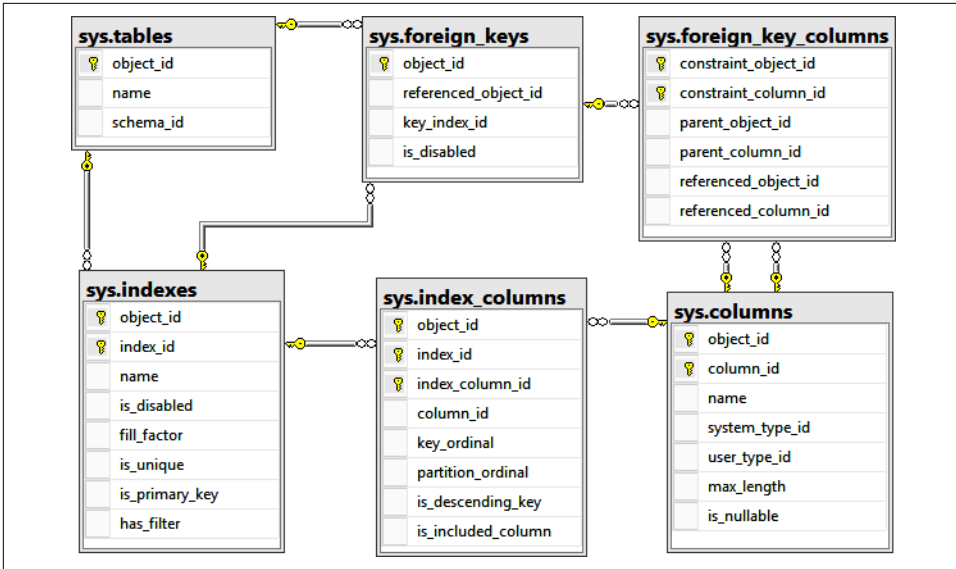 sys.tables
object_id
name
schema_id
sys.foreign_keys
object_id
referenced_object_id
key_index_id
is_disabled
sys.foreign_key_columns
constraint_object_id
constraint_column_id
parent_object_id
parent_column_id
referenced_object_id
referenced_column_id
sys.indexes
object_id
index_id
name
is_disabled
fill_factor
is_unique
is_primary_key
has_filter
sys.index_columns
object_id
index_id
index_column_id
column_id
key_ordinal
partition_ordinal
is_descending_key
is_included_column
sys.columns
object_id
column_id
name
system_type_id
user_type_id
max_length
is_nullable